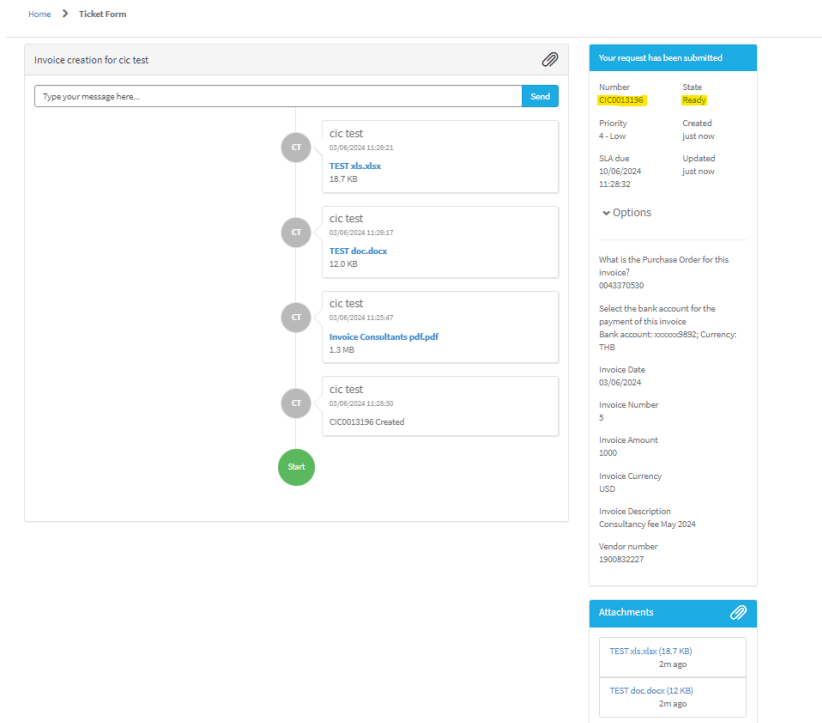 Home > Ticket Form
Invoice creation for cic test
Type your message here...
Send
CT
cic test
03/06/2024 11:28:21
TEST xls.xlsx
18.7 KB
CT
cic test
03/06/2024 11:28:17
TEST doc.docx
12.0 KB
CT
cic test
03/06/2024 11:25:47
Invoice Consultants pdf.pdf
1.3 MB
CT
cic test
03/06/2024 11:28:30
CIC0013196 Created
Start
Your request has been submitted
Number
CIC0013196
State
Ready
Priority
4 - Low
Created
just now
SLA due
10/06/2024
11:28:32
Updated
just now
Options
What is the Purchase Order for this
invoice?
0043370530
Select the bank account for the
payment of this invoice
Bank account: xxxxxx9892; Currency:
THB
Invoice Date
03/06/2024
Invoice Number
5
Invoice Amount
1000
Invoice Currency
USD
Invoice Description
Consultancy fee May 2024
Vendor number
1900832227
Attachments
TEST xls.xlsx (18.7 KB)
2m ago
TEST doc.docx (12 KB)
2m ago